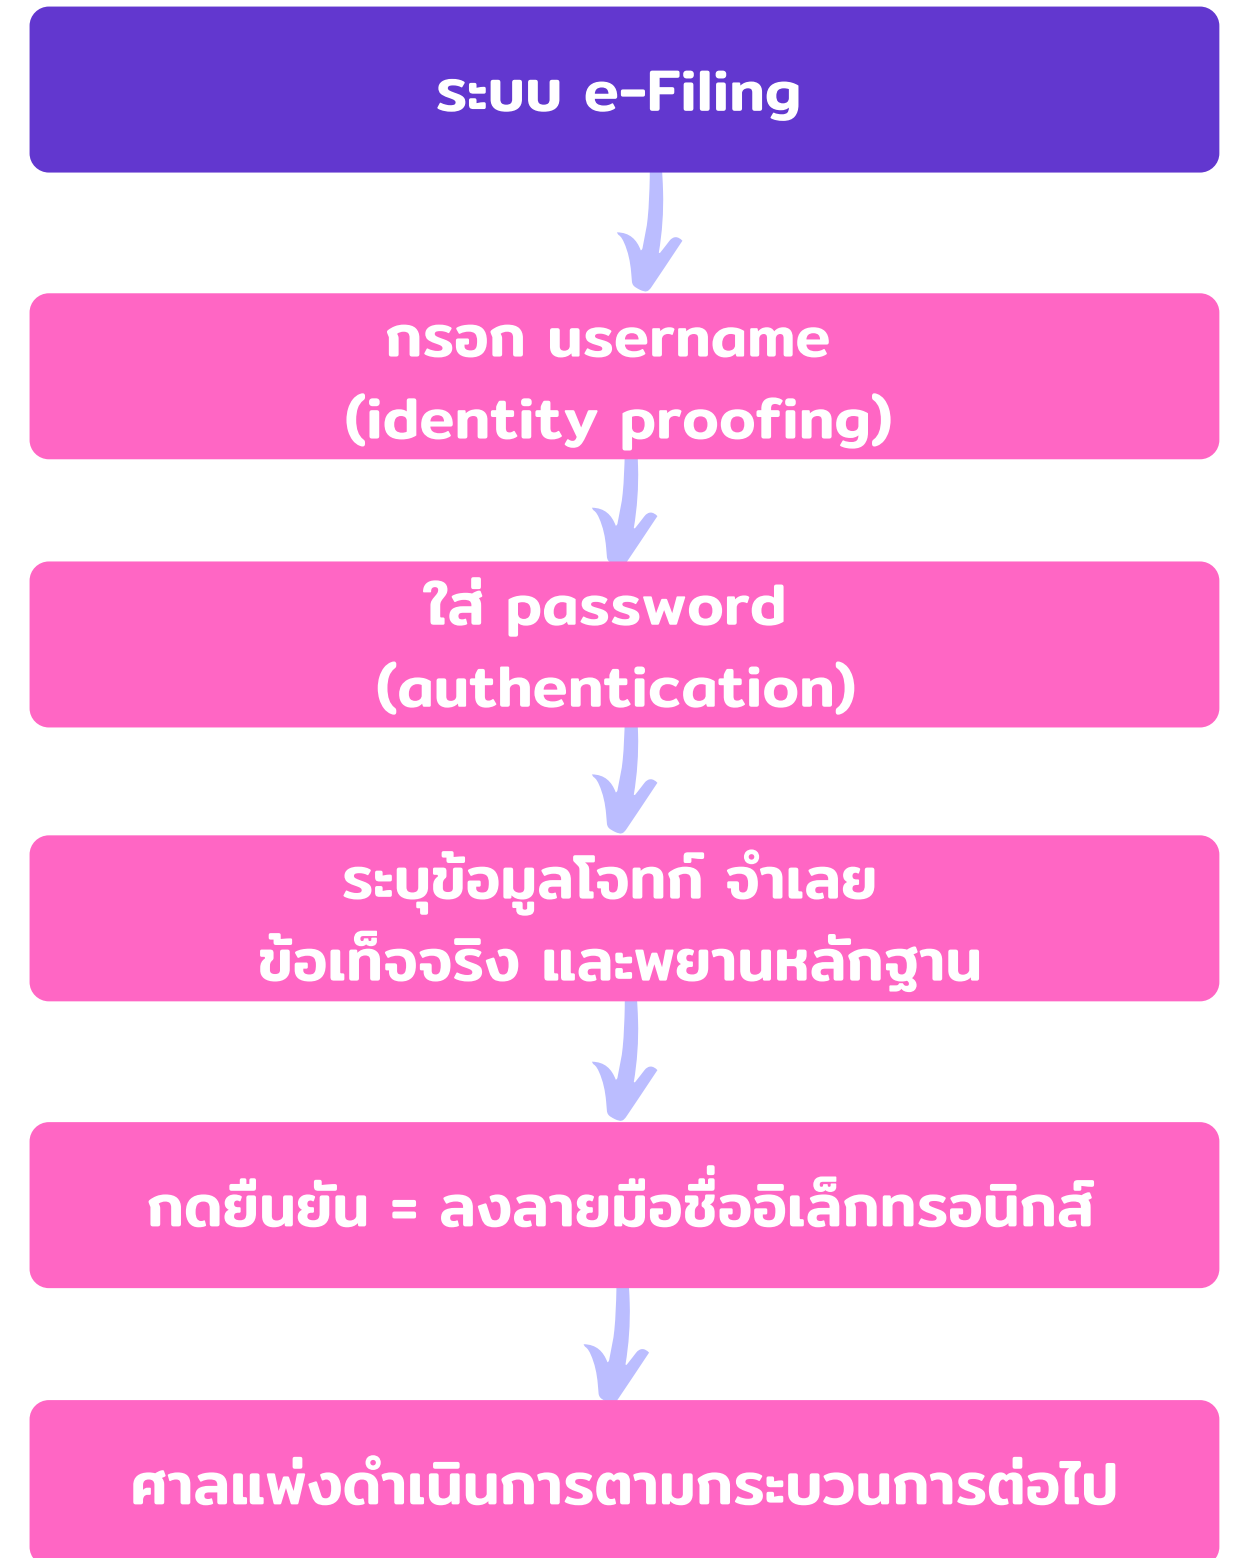 ระบบ e-Filing
กรอก username
(identity proofing)
ใส่ password
(authentication)
ระบุข้อมูลโจทก์ จำเลย
ข้อเท็จจริง และพยานหลักฐาน
กดยืนยัน = ลงลายมือชื่ออิเล็กทรอนิกส์
ศาลแพ่งดำเนินการตามกระบวนการต่อไป